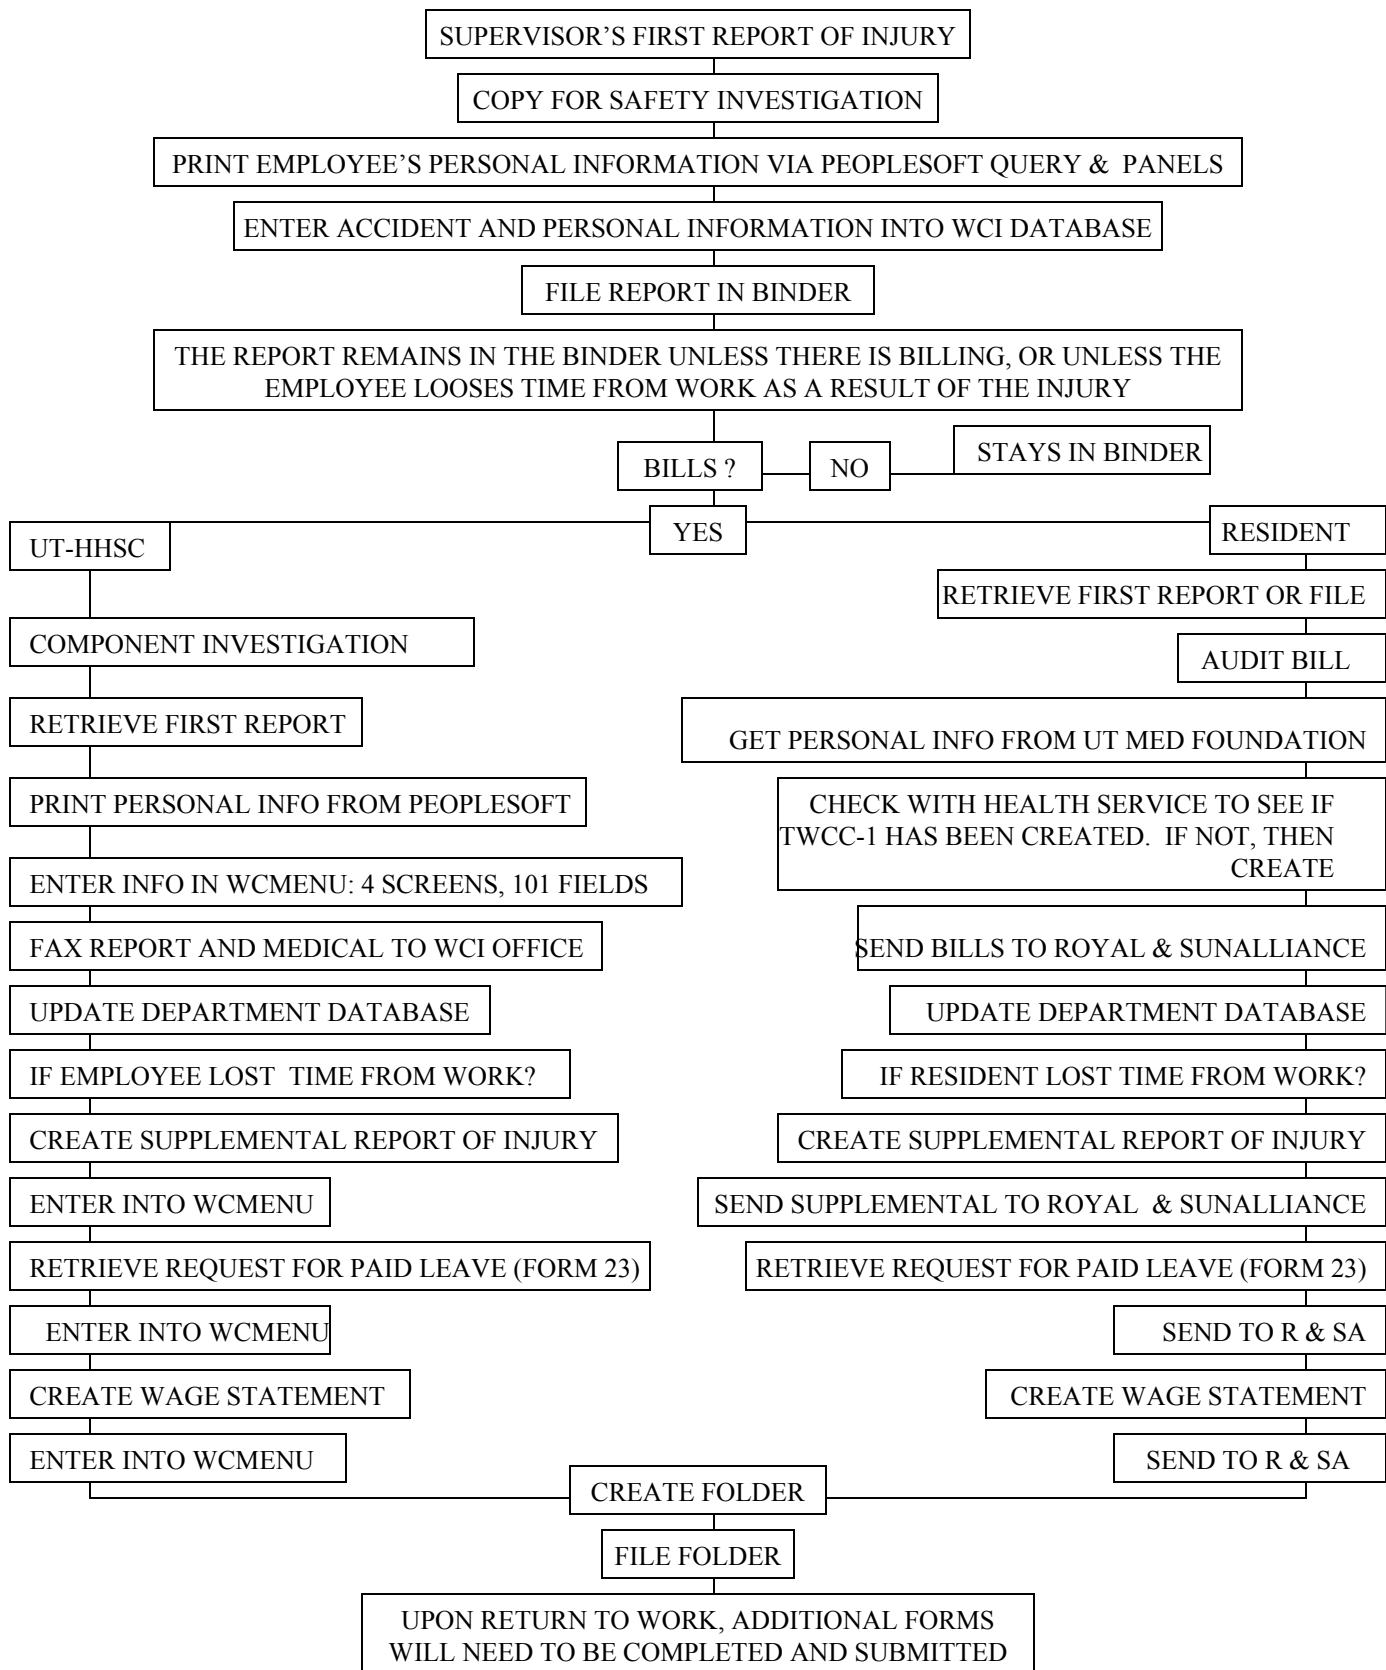 SUPERVISOR'S FIRST REPORT OF INJURY
COPY FOR SAFETY INVESTIGATION
PRINT EMPLOYEE'S PERSONAL INFORMATION VIA PEOPLESOFT QUERY & PANELS
ENTER ACCIDENT AND PERSONAL INFORMATION INTO WCI DATABASE
FILE REPORT IN BINDER
THE REPORT REMAINS IN THE BINDER UNLESS THERE IS BILLING, OR UNLESS THE
EMPLOYEE LOOSES TIME FROM WORK AS A RESULT OF THE INJURY
BILLS ?
NO
STAYS IN BINDER
YES
UT-HHSC
COMPONENT INVESTIGATION
RETRIEVE FIRST REPORT
PRINT PERSONAL INFO FROM PEOPLESOFT
ENTER INFO IN WCMENU: 4 SCREENS, 101 FIELDS
FAX REPORT AND MEDICAL TO WCI OFFICE
UPDATE DEPARTMENT DATABASE
IF EMPLOYEE LOST TIME FROM WORK?
CREATE SUPPLEMENTAL REPORT OF INJURY
ENTER INTO WCMENU
RETRIEVE REQUEST FOR PAID LEAVE (FORM 23)
ENTER INTO WCMENU
CREATE WAGE STATEMENT
ENTER INTO WCMENU
RESIDENT
RETRIEVE FIRST REPORT OR FILE
AUDIT BILL
GET PERSONAL INFO FROM UT MED FOUNDATION
CHECK WITH HEALTH SERVICE TO SEE IF
TWCC-1 HAS BEEN CREATED. IF NOT, THEN
CREATE
SEND BILLS TO ROYAL & SUNALLIANCE
UPDATE DEPARTMENT DATABASE
IF RESIDENT LOST TIME FROM WORK?
CREATE SUPPLEMENTAL REPORT OF INJURY
SEND SUPPLEMENTAL TO ROYAL & SUNALLIANCE
RETRIEVE REQUEST FOR PAID LEAVE (FORM 23)
SEND TO R & SA
CREATE WAGE STATEMENT
SEND TO R & SA
CREATE FOLDER
FILE FOLDER
UPON RETURN TO WORK, ADDITIONAL FORMS
WILL NEED TO BE COMPLETED AND SUBMITTED